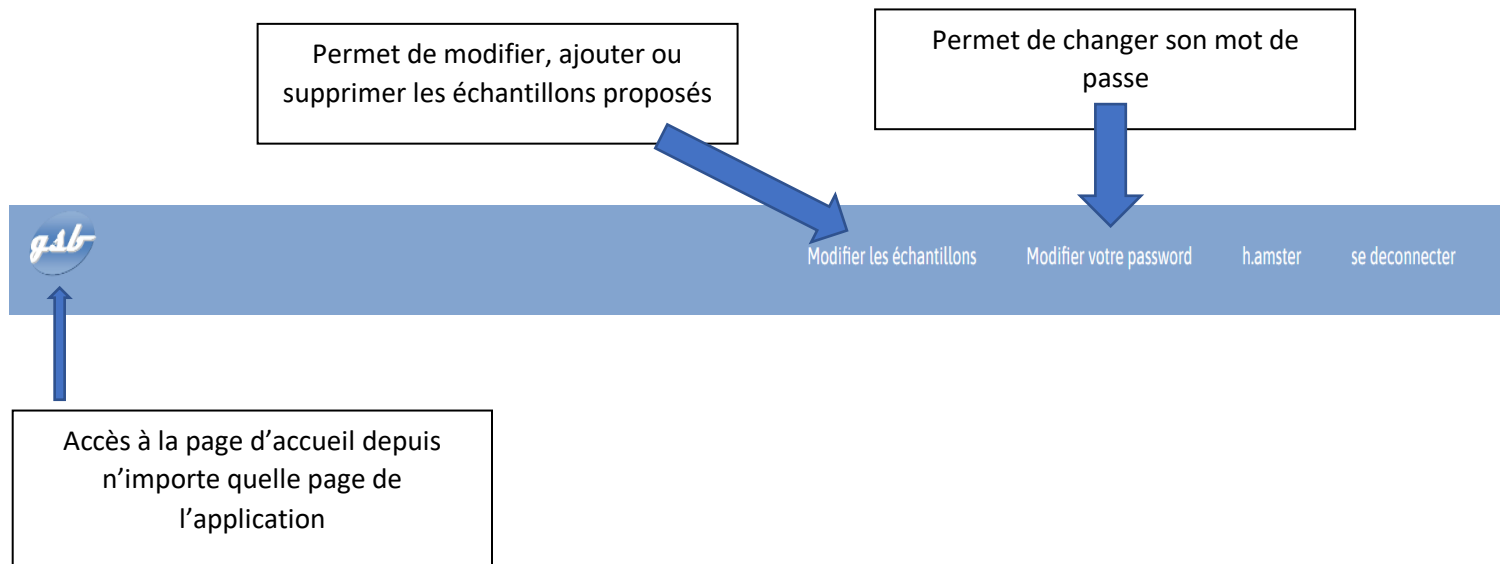 Permet de modifier, ajouter ou
supprimer les échantillons proposés
Permet de changer son mot de
passe
gsb
Modifier les échantillons
Modifier votre password
h.amster
se deconnecter
Accès à la page d’accueil depuis
n’importe quelle page de
l’application